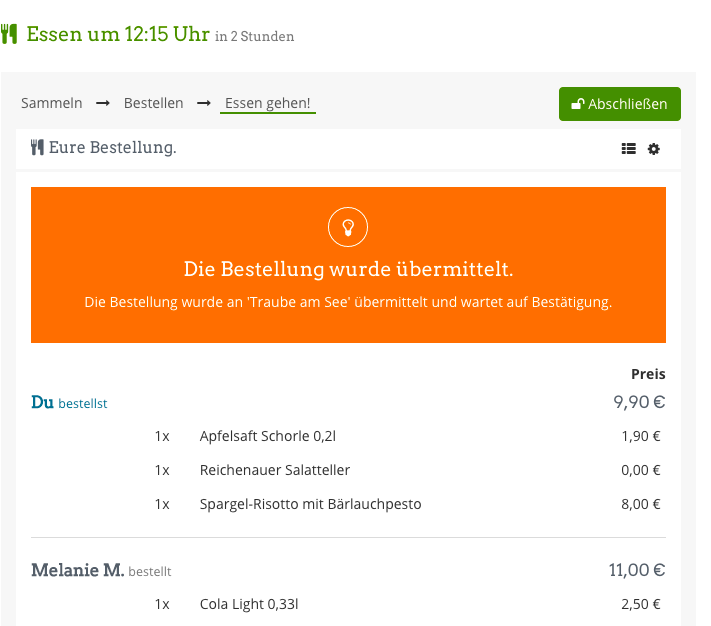 Essen um 12:15 Uhr in 2 Stunden
Sammeln → Bestellen → Essen gehen! Abschließen
Eure Bestellung.
Die Bestellung wurde übermittelt.
Die Bestellung wurde an 'Traube am See' übermittelt und wartet auf Bestätigung.
Preis
Du bestellst 9,90 €
1x Apfelsaft Schorle 0,2l 1,90 €
1x Reichenauer Salatteller 0,00 €
1x Spargel-Risotto mit Bärlauchpesto 8,00 €
Melanie M. bestellt 11,00 €
1x Cola Light 0,33l 2,50 €